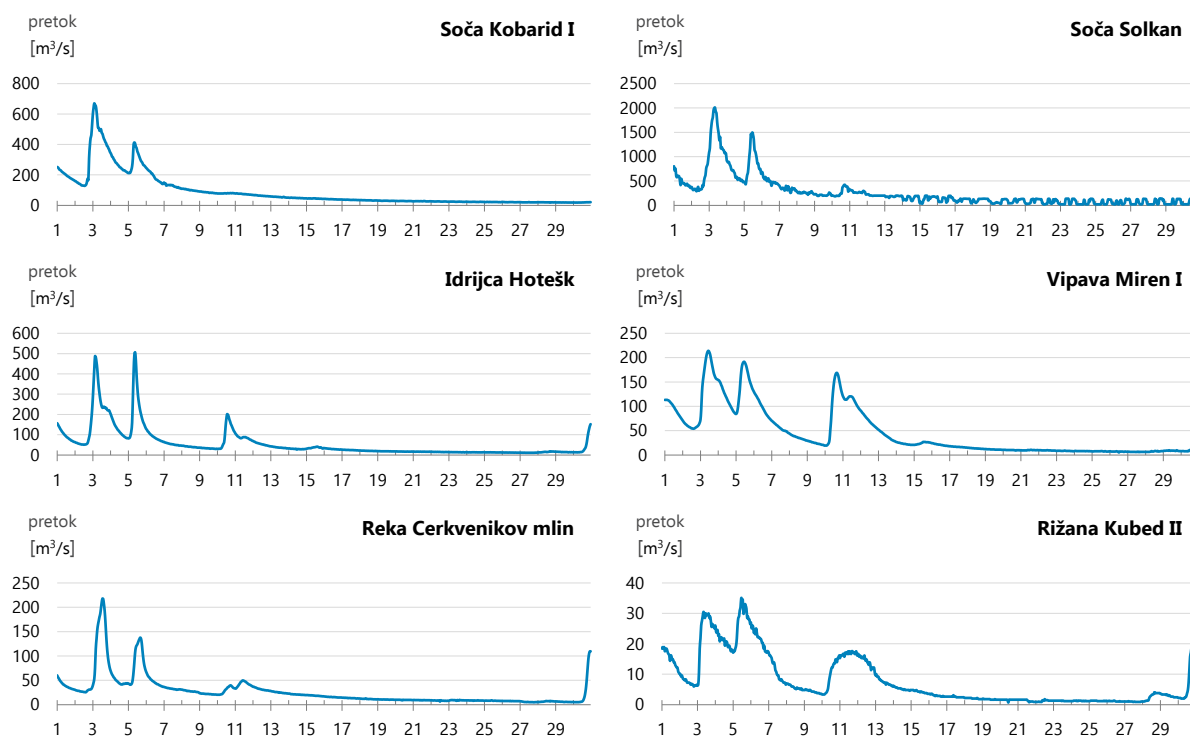 pretok
[m³/s]
Soča Kobarid I
800
600
400
200
0
1 3 5 7 9 11 13 15 17 19 21 23 25 27 29
pretok
[m³/s]
Soča Solkan
2500
2000
1500
1000
500
0
1 3 5 7 9 11 13 15 17 19 21 23 25 27 29
pretok
[m³/s]
Idrijca Hotešk
600
500
400
300
200
100
0
1 3 5 7 9 11 13 15 17 19 21 23 25 27 29
pretok
[m³/s]
Vipava Miren I
250
200
150
100
50
0
1 3 5 7 9 11 13 15 17 19 21 23 25 27 29
pretok
[m³/s]
Reka Cerkvenikov mlin
250
200
150
100
50
0
1 3 5 7 9 11 13 15 17 19 21 23 25 27 29
pretok
[m³/s]
Rižana Kubed II
40
30
20
10
0
1 3 5 7 9 11 13 15 17 19 21 23 25 27 29